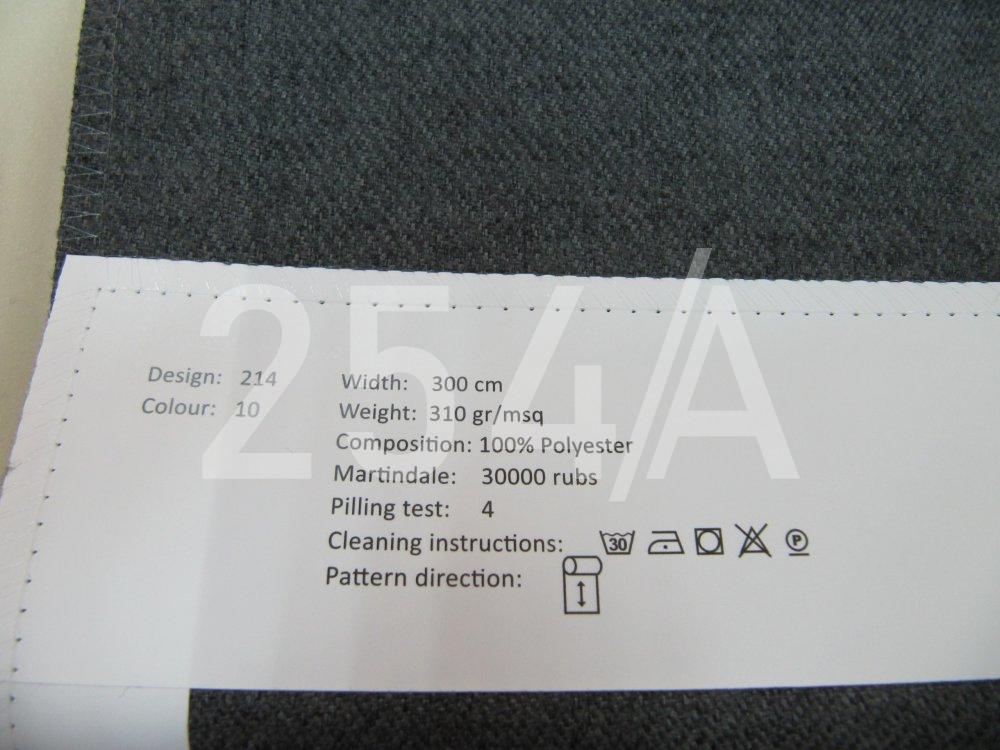 254/A
Design: 214
Colour: 10
Width: 300 cm
Weight: 310 gr/msq
Composition: 100% Polyester
Martindale: 30000 rubs
Pilling test: 4
Cleaning instructions: 30 P
Pattern direction: